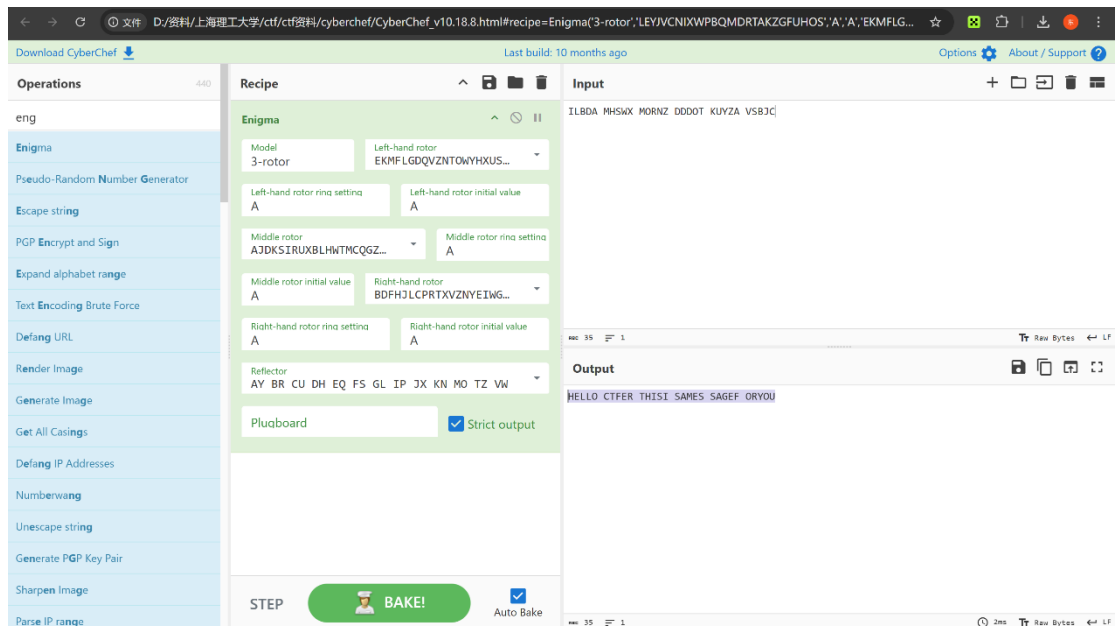 文件 D:/资料/上海理工大学/ctf/ctf资料/cyberchef/CyberChef_v10.18.8.html#recipe=Enigma('3-rotor','LEYJVCNIXWPBQMDRTAKZGFUHOS','A','A','EKMFLG...
Download CyberChef
Last build: 10 months ago
Options
About / Support
Operations
440
eng
Enigma
Pseudo-Random Number Generator
Escape string
PGP Encrypt and Sign
Expand alphabet range
Text Encoding Brute Force
Defang URL
Render Image
Generate Image
Get All Casings
Defang IP Addresses
Numberwang
Unescape string
Generate PGP Key Pair
Sharpen Image
Parse IP range
Recipe
Enigma
Model
3-rotor
Left-hand rotor
EKMFLGDQVZNTOWYHXUS...
Left-hand rotor ring setting
A
Left-hand rotor initial value
A
Middle rotor
AJDKSIRUXBLHWTMCQGZ...
Middle rotor ring setting
A
Middle rotor initial value
A
Right-hand rotor
BDFHJLCPRTXVZNYEIWG...
Right-hand rotor ring setting
A
Right-hand rotor initial value
A
Reflector
AY BR CU DH EQ FS GL IP JX KN MO TZ VW
Plugboard
Strict output
STEP
BAKE!
Auto Bake
Input
ILBDA MHSWX MORNZ DDDOT KUYZA VSBJC
REC 35 1
Tr Raw Bytes LF
Output
HELLO CTFER THISI SAMES SAGEF ORYOU
REC 35 1
2ms Tr Raw Bytes LF